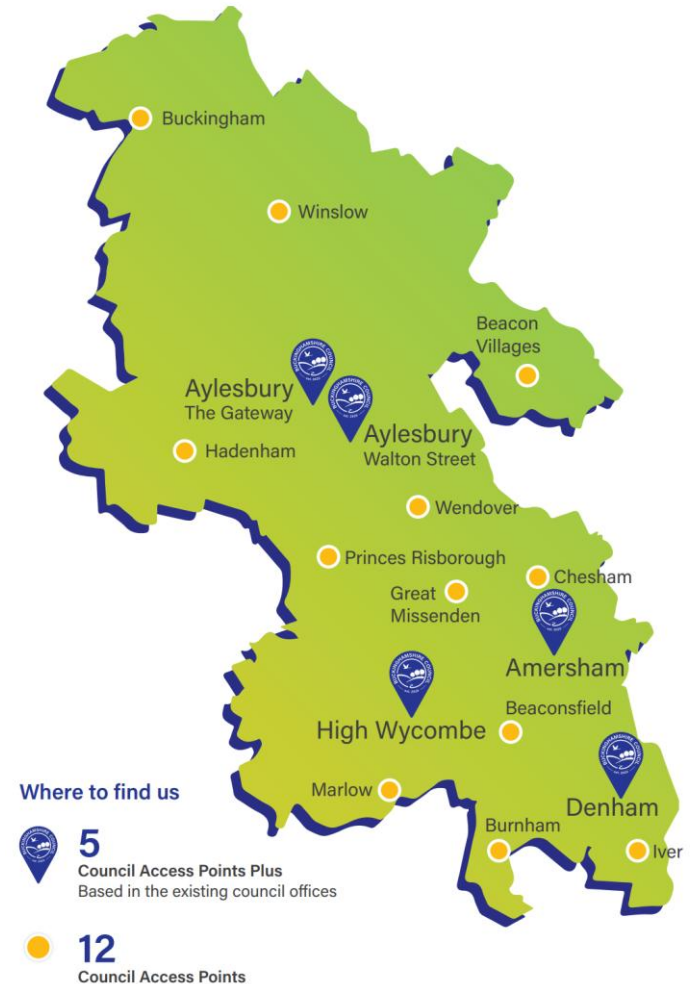 Buckingham
Winslow
Beacon
Villages
Aylesbury
The Gateway
Aylesbury
Walton Street
Hadenham
Wendover
Princes Risborough
Great
Missenden
Chesham
Amersham
High Wycombe
Beaconsfield
Marlow
Denham
Burnham
Iver
Where to find us
BUCKINGHAMSHIRE COUNCIL
5
Council Access Points Plus
Based in the existing council offices
12
Council Access Points